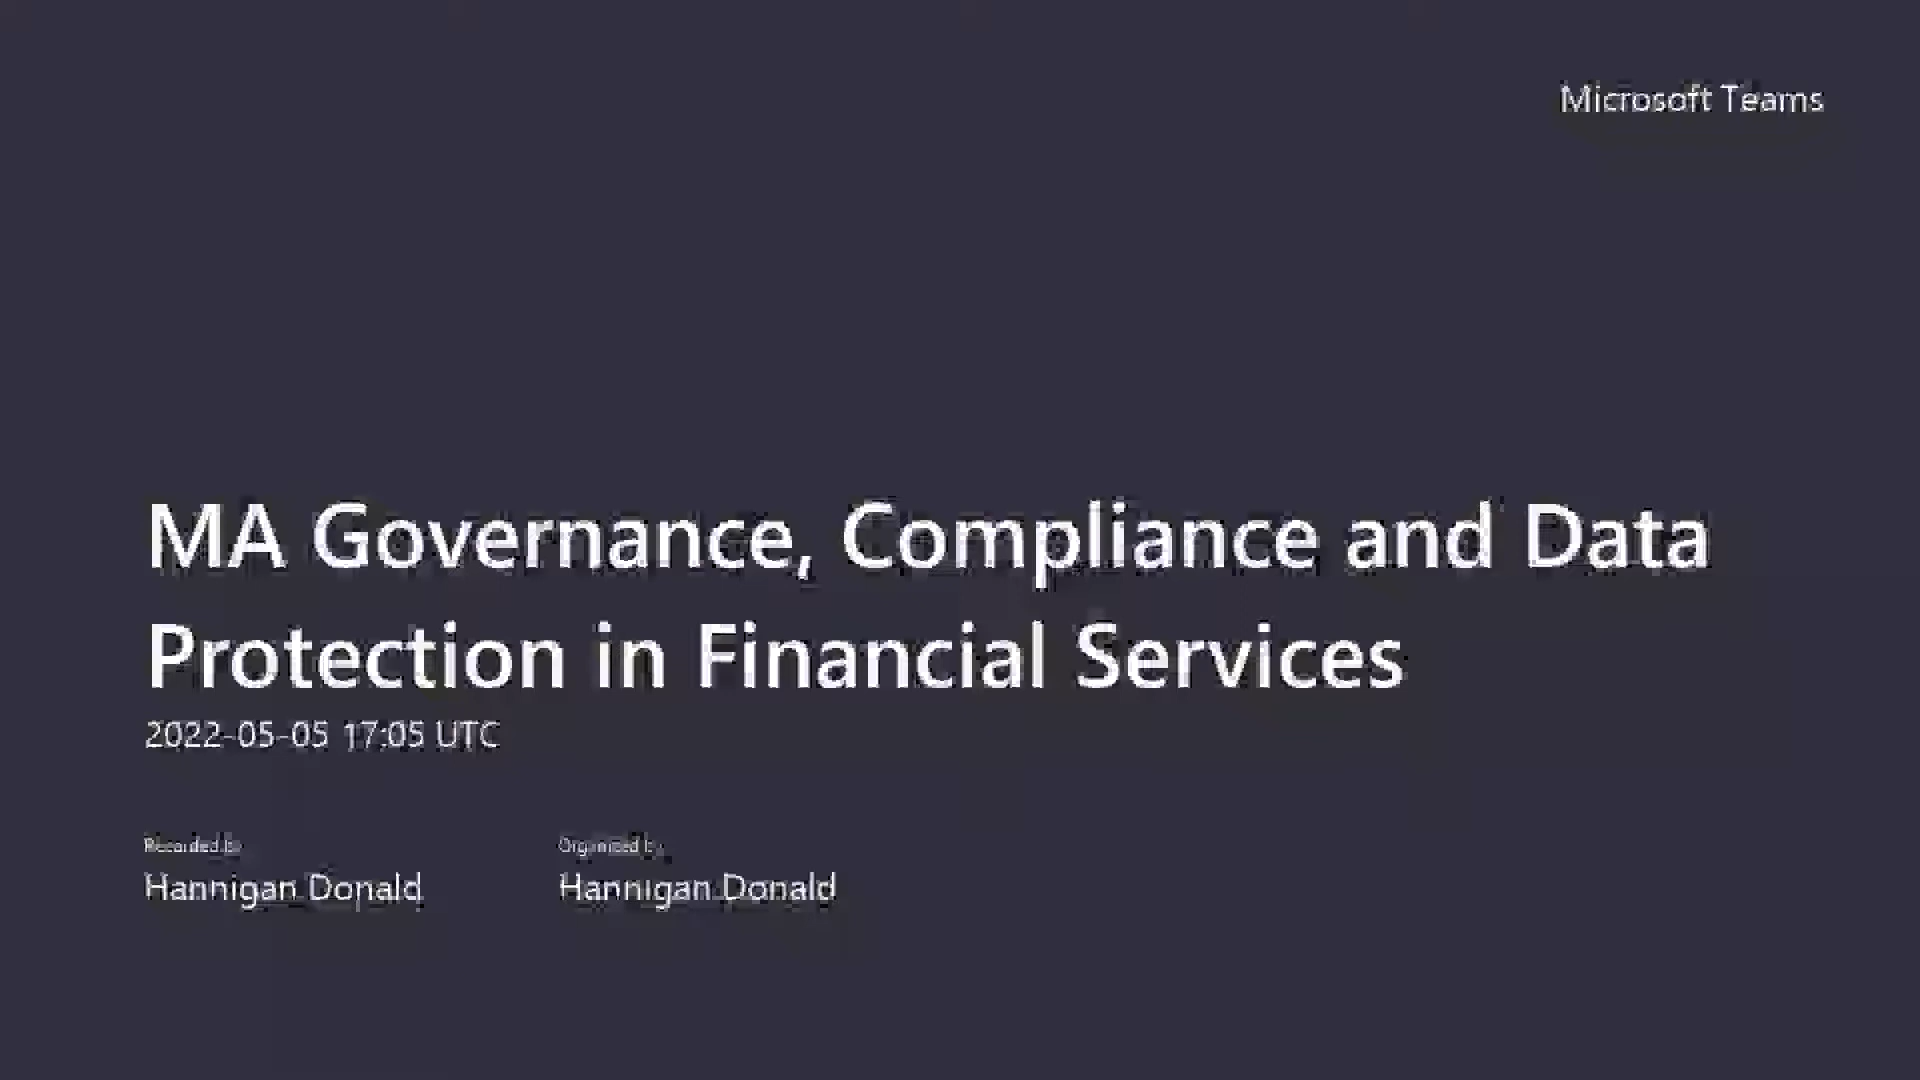 Microsoft Teams
MA Governance, Compliance and Data
Protection in Financial Services
2022-05-05 17:05 UTC
Recorded by
Organized by
Hannigan Donald
Hannigan Donald